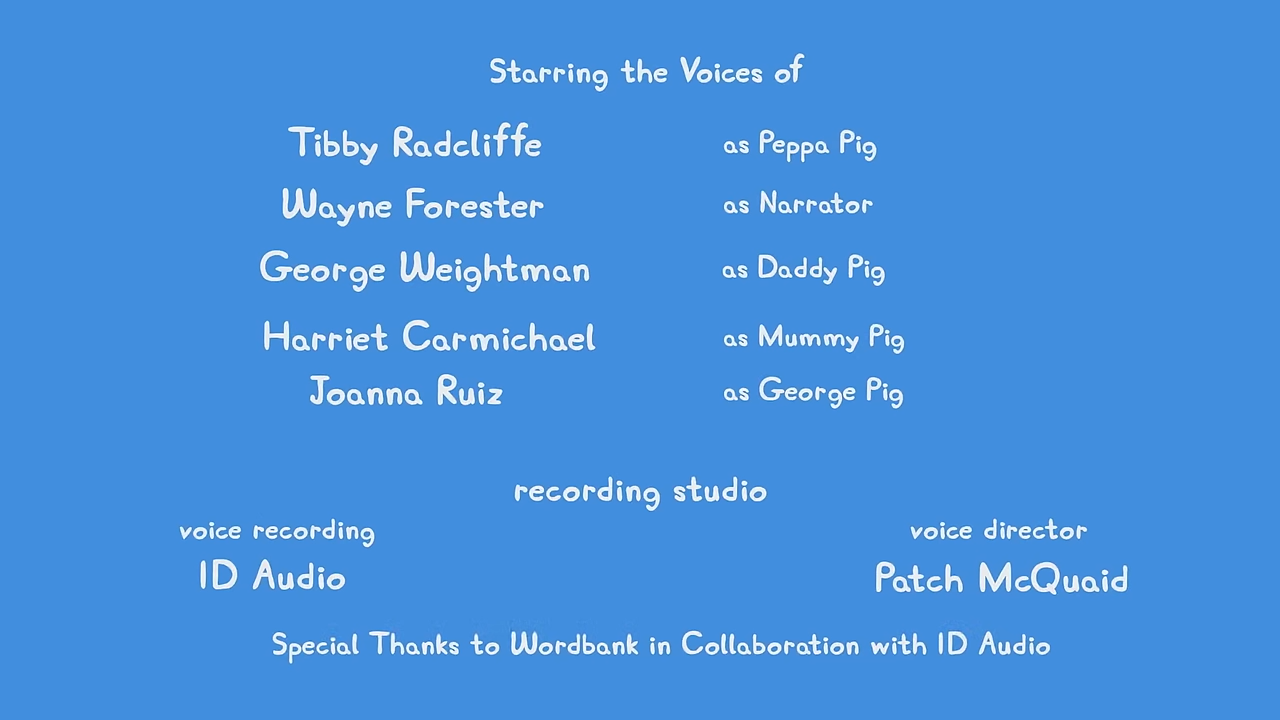 Starring the Voices of
Tibby Radcliffe as Peppa Pig
Wayne Forester as Narrator
George Weightman as Daddy Pig
Harriet Carmichael as Mummy Pig
Joanna Ruiz as George Pig
recording studio
voice recording voice director
ID Audio Patch McQuaid
Special Thanks to Wordbank in Collaboration with ID Audio